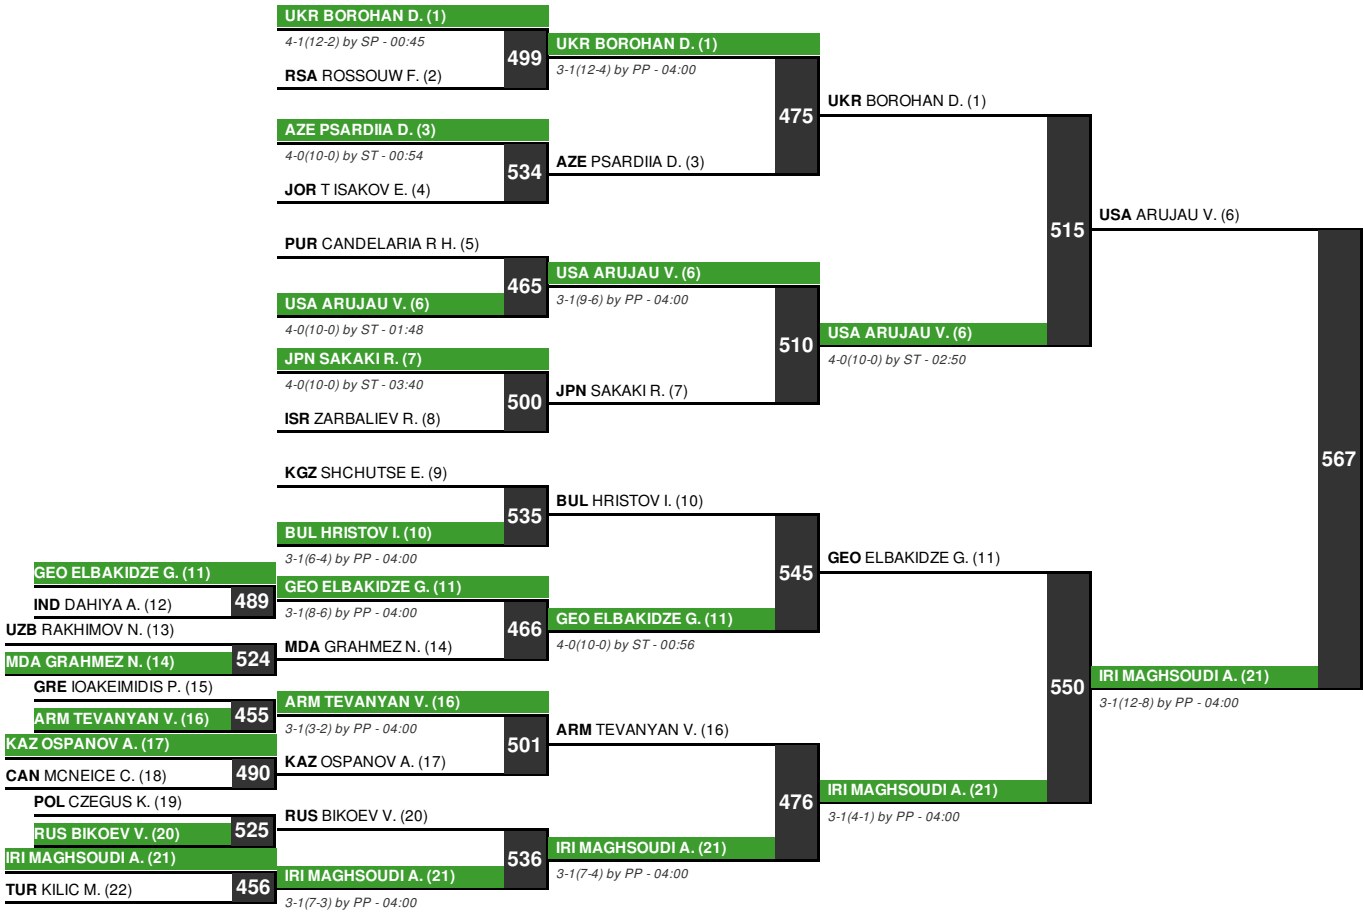 UKR BOROHAN D. (1)
4-1(12-2) by SP - 00:45
499
RSA ROSSOUW F. (2)
AZE PSARDIIA D. (3)
4-0(10-0) by ST - 00:54
534
JOR T ISAKOV E. (4)
PUR CANDELARIA R H. (5)
465
USA ARUJAU V. (6)
4-0(10-0) by ST - 01:48
JPN SAKAKI R. (7)
4-0(10-0) by ST - 03:40
500
ISR ZARBALIEV R. (8)
KGZ SHCHUTSE E. (9)
535
BUL HRISTOV I. (10)
3-1(6-4) by PP - 04:00
GEO ELBAKIDZE G. (11)
IND DAHIYA A. (12)
489
UZB RAKHIMOV N. (13)
MDA GRAHMEZ N. (14)
524
GRE IOAKEIMIDIS P. (15)
ARM TEVANYAN V. (16)
455
KAZ OSPANOV A. (17)
CAN MCNEICE C. (18)
490
POL CZEGUS K. (19)
RUS BIKOEV V. (20)
525
IRI MAGHSOUDI A. (21)
TUR KILIC M. (22)
456
GEO ELBAKIDZE G. (11)
3-1(8-6) by PP - 04:00
466
MDA GRAHMEZ N. (14)
ARM TEVANYAN V. (16)
3-1(3-2) by PP - 04:00
501
KAZ OSPANOV A. (17)
RUS BIKOEV V. (20)
536
IRI MAGHSOUDI A. (21)
3-1(7-3) by PP - 04:00
UKR BOROHAN D. (1)
3-1(12-4) by PP - 04:00
475
AZE PSARDIIA D. (3)
USA ARUJAU V. (6)
3-1(9-6) by PP - 04:00
510
JPN SAKAKI R. (7)
BUL HRISTOV I. (10)
545
GEO ELBAKIDZE G. (11)
4-0(10-0) by ST - 00:56
ARM TEVANYAN V. (16)
476
IRI MAGHSOUDI A. (21)
3-1(7-4) by PP - 04:00
UKR BOROHAN D. (1)
515
USA ARUJAU V. (6)
4-0(10-0) by ST - 02:50
GEO ELBAKIDZE G. (11)
550
IRI MAGHSOUDI A. (21)
3-1(4-1) by PP - 04:00
USA ARUJAU V. (6)
567
IRI MAGHSOUDI A. (21)
3-1(12-8) by PP - 04:00